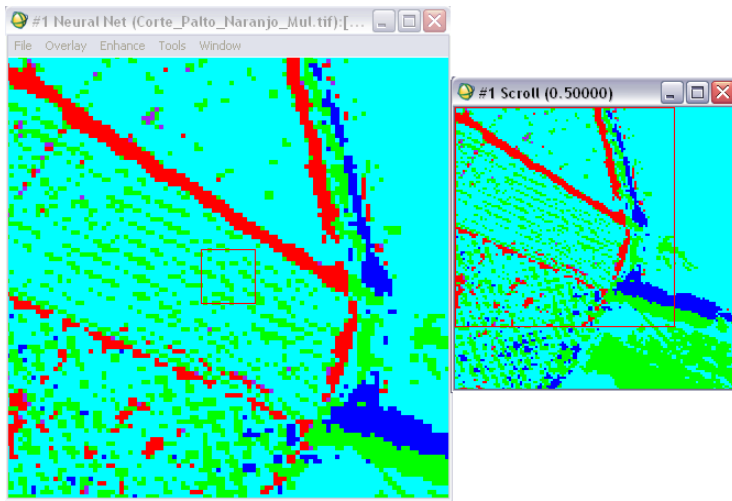 #1 Neural Net (Corte_Palto_Naranjo_Mul.tif):[...
File Overlay Enhance Tools Window
#1 Scroll (0.50000)